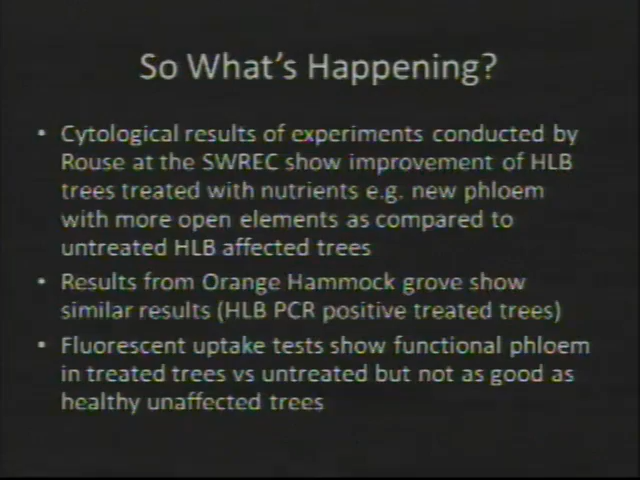 So What's Happening?
• Cytological results of experiments conducted by
Rouse at the SWREC show improvement of HLB
trees treated with nutrients e.g. new phloem
with more open elements as compared to
untreated HLB affected trees
• Results from Orange Hammock grove show
similar results (HLB PCR positive treated trees)
• Fluorescent uptake tests show functional phloem
in treated trees vs untreated but not as good as
healthy unaffected trees